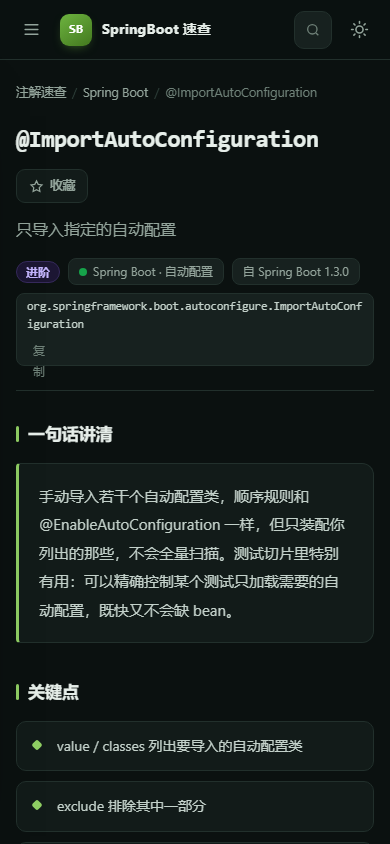 SB SpringBoot 速查
注解速查 / Spring Boot / @ImportAutoConfiguration
@ImportAutoConfiguration
收藏
只导入指定的自动配置
进阶 Spring Boot · 自动配置 自 Spring Boot 1.3.0
org.springframework.boot.autoconfigure.ImportAutoConf
iguration
复
制
一句话讲清
手动导入若干个自动配置类，顺序规则和
@EnableAutoConfiguration 一样，但只装配你
列出的那些，不会全量扫描。测试切片里特别
有用：可以精确控制某个测试只加载需要的自
动配置，既快又不会缺 bean。
关键点
value / classes 列出要导入的自动配置类
exclude 排除其中一部分